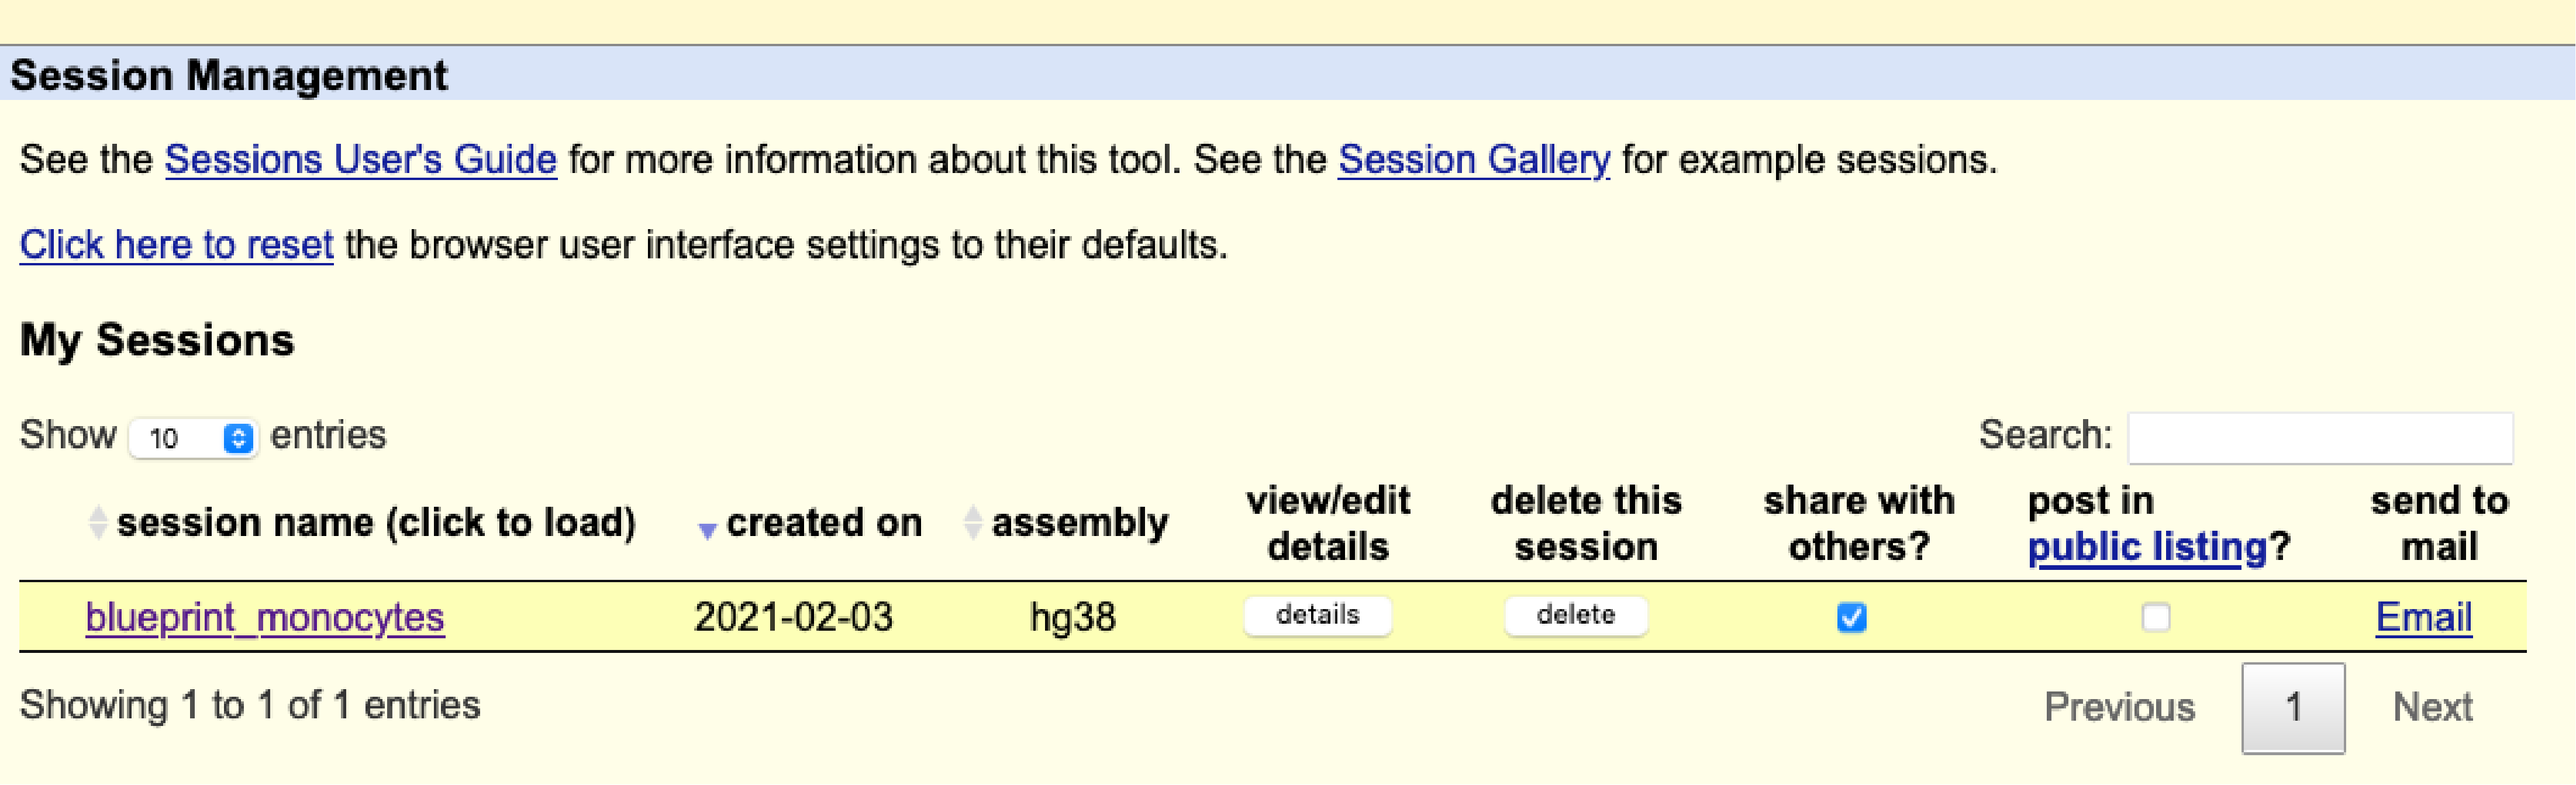 Session Management
See the Sessions User's Guide for more information about this tool. See the Session Gallery for example sessions.
Click here to reset the browser user interface settings to their defaults.
My Sessions
Show 10 entries Search:
session name (click to load) created on assembly view/edit details delete this session share with others? post in public listing? send to mail
blueprint_monocytes 2021-02-03 hg38 details delete Email
Showing 1 to 1 of 1 entries Previous 1 Next